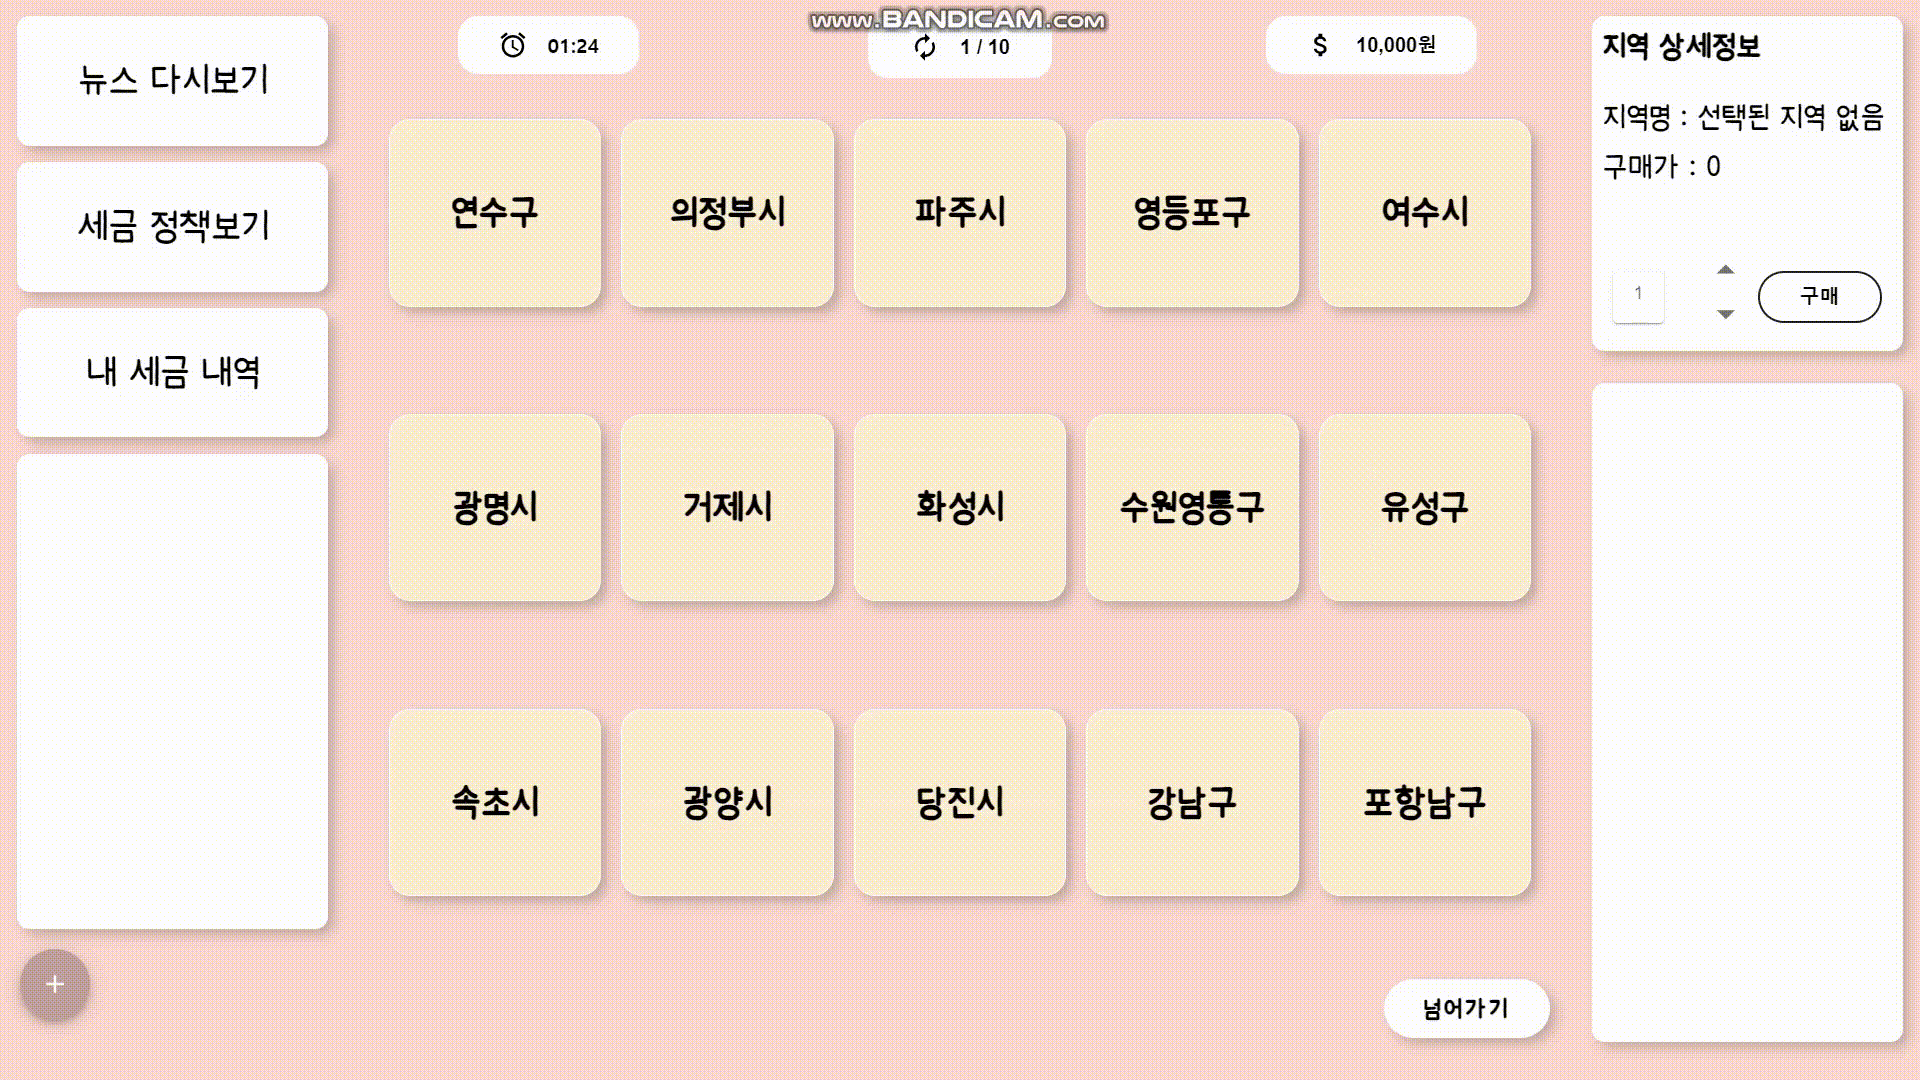 www.BANDICAM.com
01:24
1 / 10
10,000원
뉴스 다시보기
세금 정책보기
내 세금 내역
+
연수구
의정부시
파주시
영등포구
여수시
광명시
거제시
화성시
수원영통구
유성구
속초시
광양시
당진시
강남구
포항남구
넘어가기
지역 상세정보
지역명 : 선택된 지역 없음
구매가 : 0
1
구매